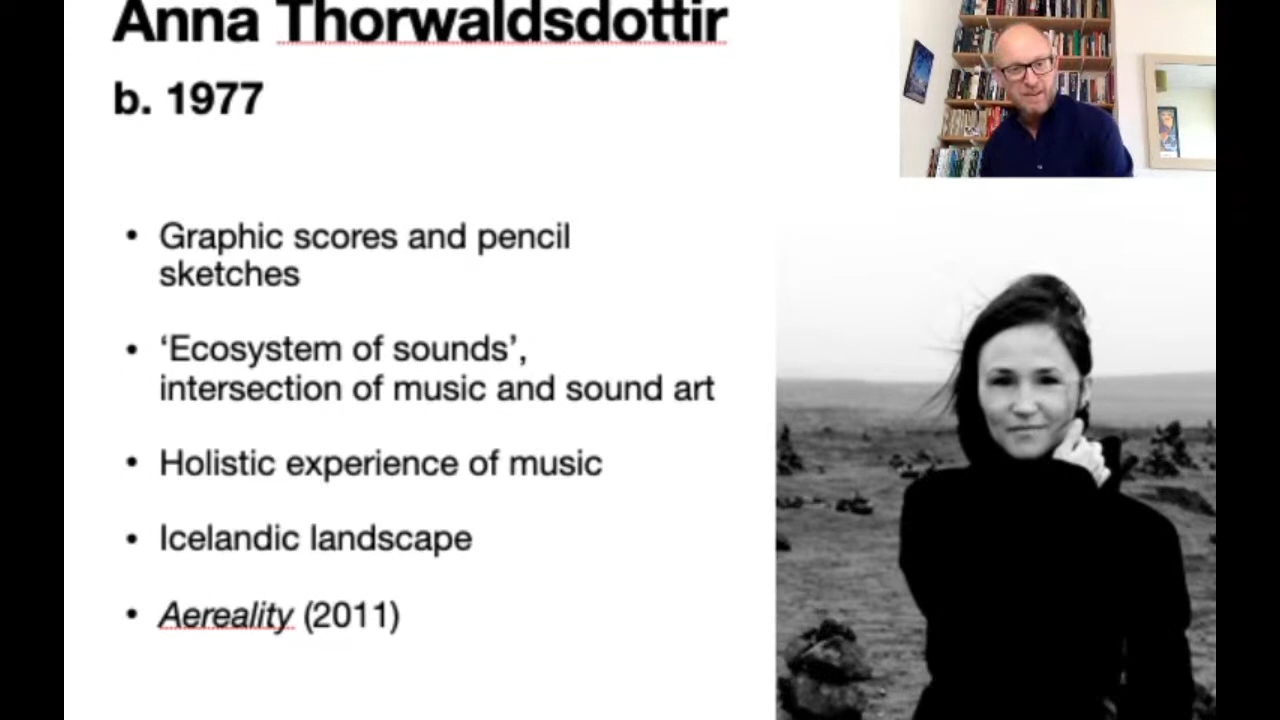 Anna Thorwaldsdottir
b. 1977
• Graphic scores and pencil
sketches
• ‘Ecosystem of sounds’,
intersection of music and sound art
• Holistic experience of music
• Icelandic landscape
• Aereality (2011)